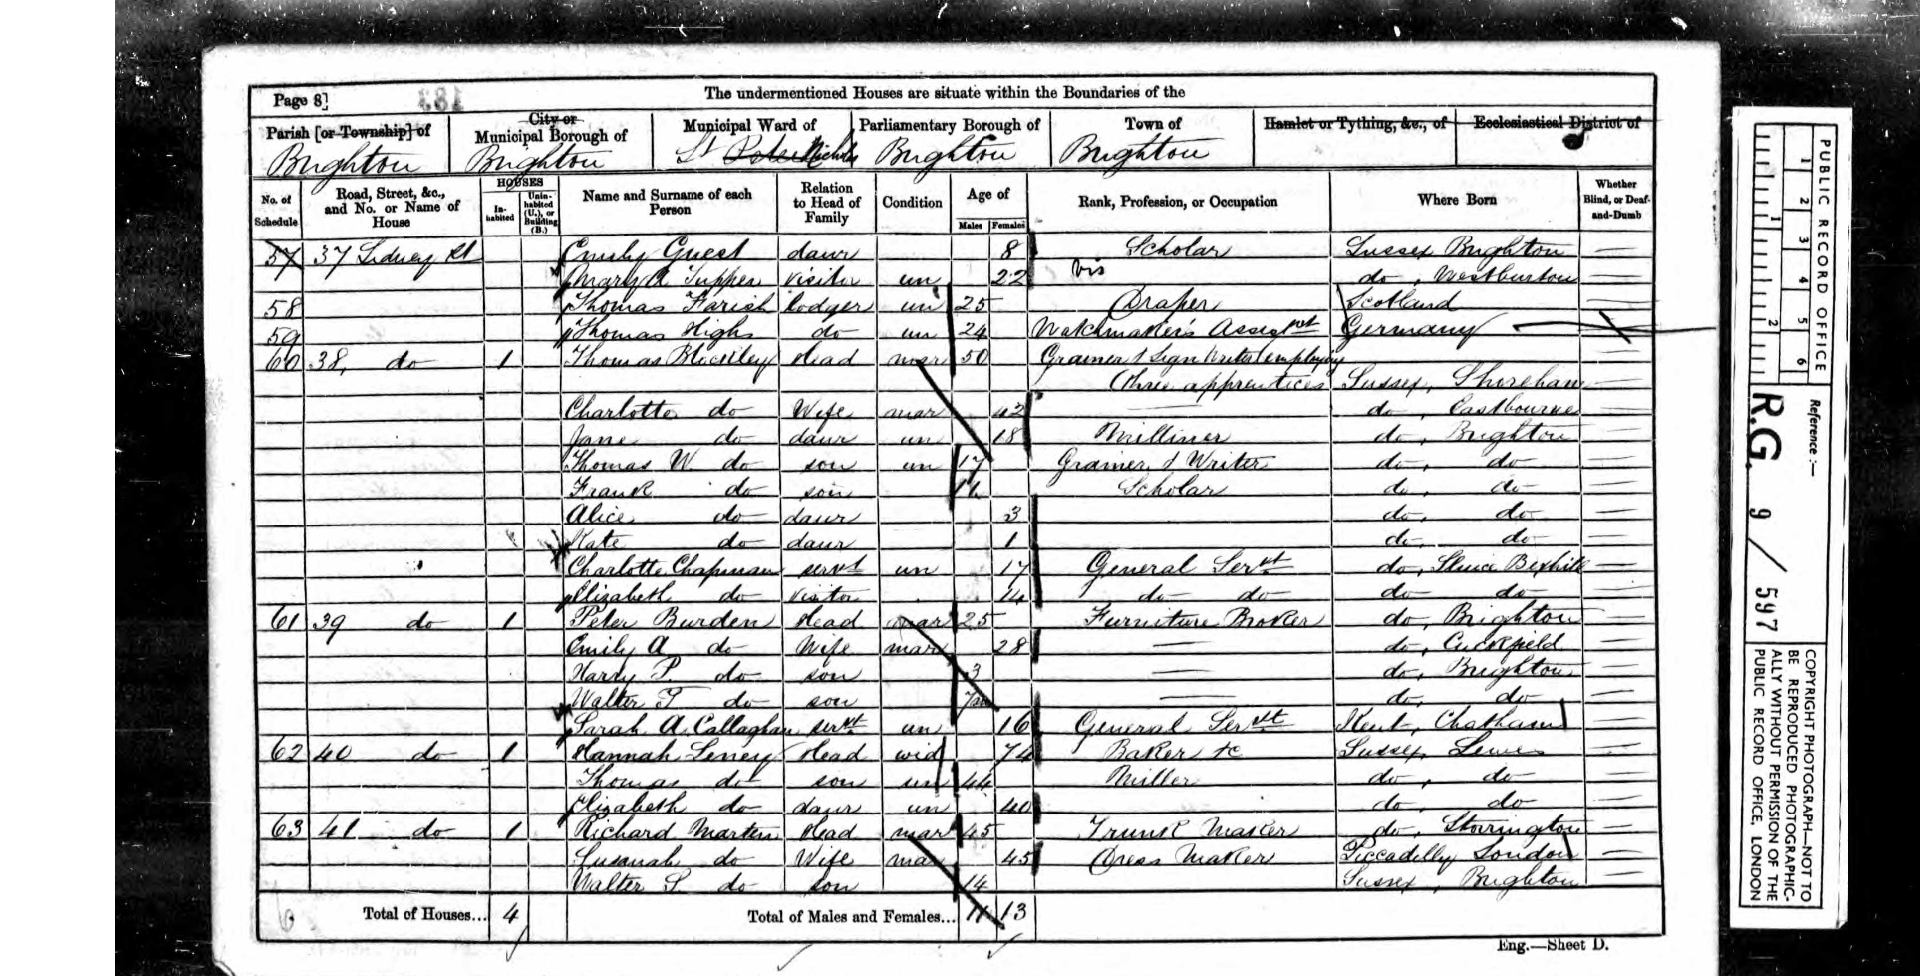 Page 8]
The undermentioned Houses are situate within the Boundaries of the
Parish [or Township] of City or Municipal Borough of Municipal Ward of Parliamentary Borough of Town of Hamlet or Tything, &c., of Ecclesiastical District of
Brighton Brighton St Peter Nichols Brighton Brighton
No. of Schedule Road, Street, &c., and No. or Name of House HOUSES Inhabited Uninhabited (U.), or Building (B.) Name and Surname of each Person Relation to Head of Family Condition Age of Males Females Rank, Profession, or Occupation Where Born Whether Blind, or Deaf-and-Dumb
57 37 Sidney St Emily Guest daur 8 Scholar Sussex Brighton
Mary A Tupper visitor un 22 vis do, Westburton
58 Thomas Farish lodger un 25 Draper Scotland
59 Thomas Highs do un 24 Watchmaker's Germany
60 38, do 1 Thomas Head mar 50 Grainer & Sign Writer employing
three apprentices Sussex, Shoreham
Charlotte do Wife mar 42 do, Eastbourne
Jane do daur un 18 Milliner do, Brighton
Thomas W. do son un 17 Grainer & Writer do, do
Frank do son Scholar do, do
Alice do daur 3 do, do
Kate do daur 1 do, do
Charlotte Chapman servt un 17 General Servt do, Sluice Bexhill
Elizabeth do visitor 14 do do do do
61 39 do 1 Peter Burden Head mar 25 Furniture Broker do, Brighton
Emily A do Wife mar 28 do, Cuckfield
Harry P. do son 3 do, Brighton
Walter T do son do, do
Sarah A. Callaghan servt un 16 General Servt Kent, Chatham
62 40 do 1 Hannah Leney Head wid 74 Baker &c Sussex, Lewes
Thomas do son un 44 Miller do, do
Elizabeth do daur un 40 do, do
63 41 do 1 Richard Marten Head mar 45 Trunk Maker do, Storrington
Susanah do Wife mar 45 Dress Maker Piccadilly London
Walter S. do son 14 Sussex, Brighton
Total of Houses... 4 Total of Males and Females... 11 13
Eng.—Sheet D.
PUBLIC RECORD OFFICE
1 2 3 4 5 6
1 2
Reference:—
R.G. 9 / 597
COPYRIGHT PHOTOGRAPH—NOT TO BE REPRODUCED PHOTOGRAPHICALLY WITHOUT PERMISSION OF THE PUBLIC RECORD OFFICE, LONDON